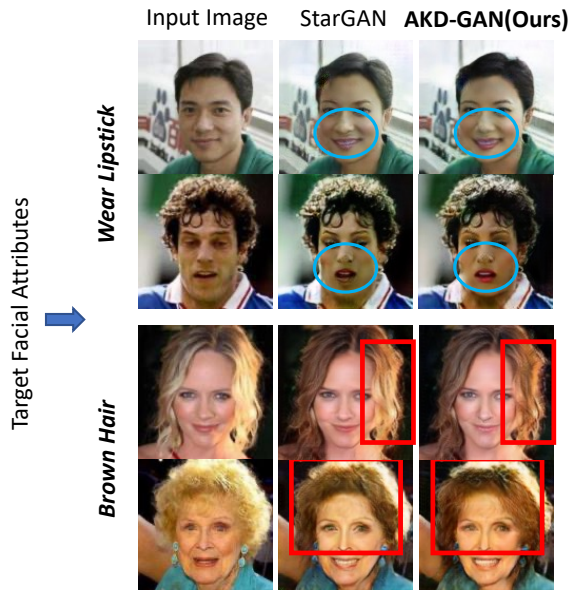 Input Image StarGAN AKD-GAN(Ours)
Wear Lipstick
Target Facial Attributes
Brown Hair